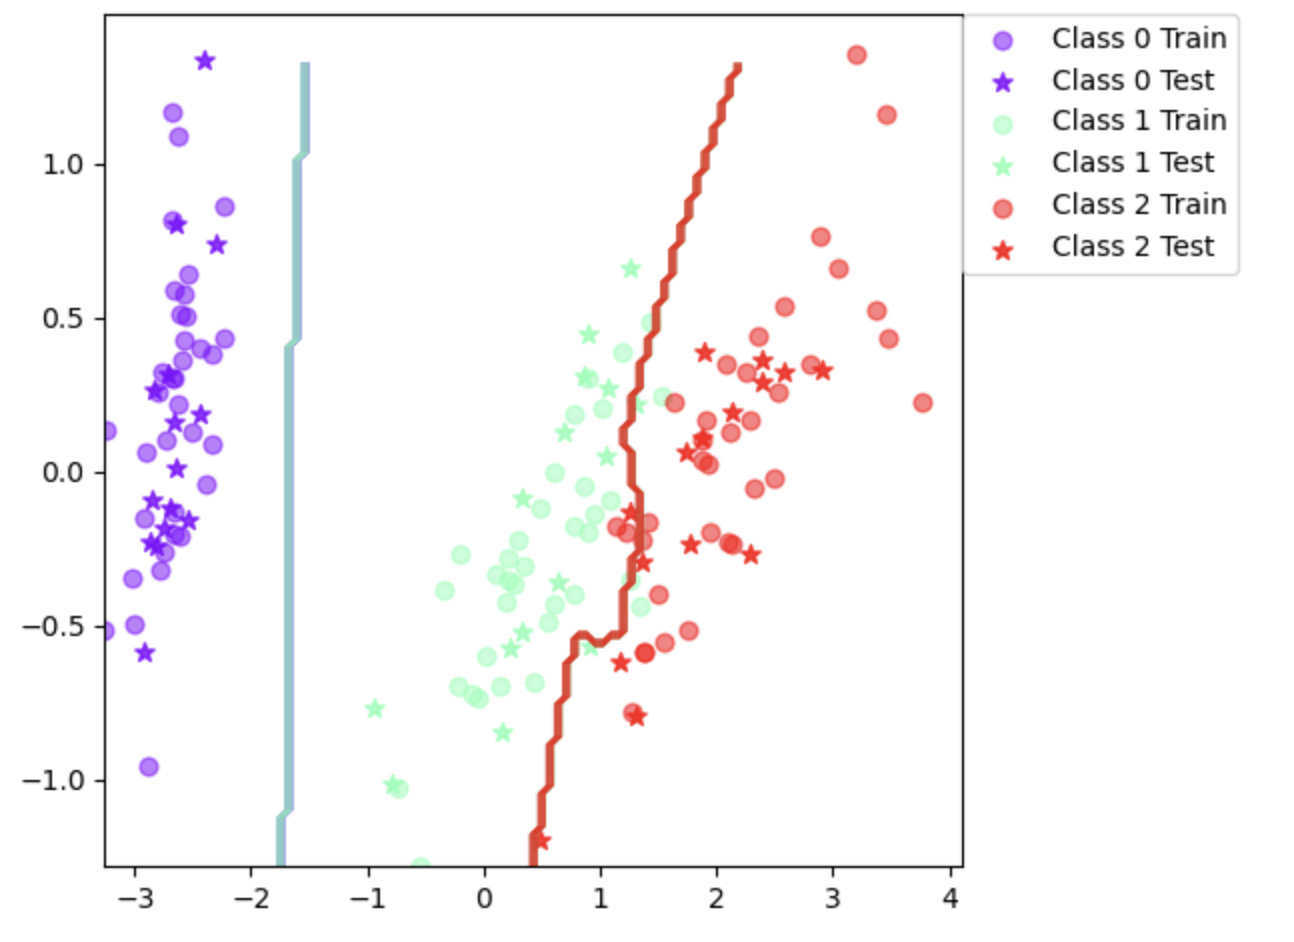 Class 0 Train
Class 0 Test
Class 1 Train
Class 1 Test
Class 2 Train
Class 2 Test
1.0
0.5
0.0
−0.5
−1.0
−3 −2 −1 0 1 2 3 4